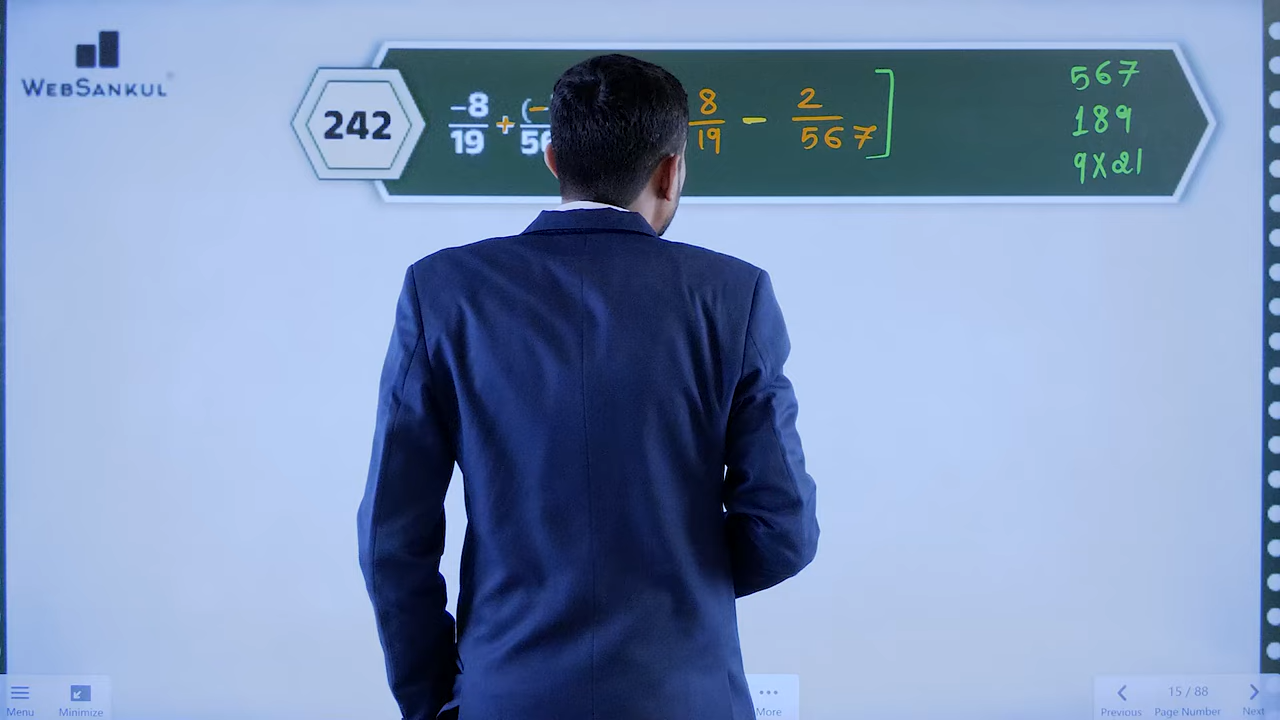 WEBSANKUL
242
-8/19 + (- 8/19 - 2/567 ]
567
189
9X21
Menu
Minimize
More
15 / 88
Previous
Page Number
Next